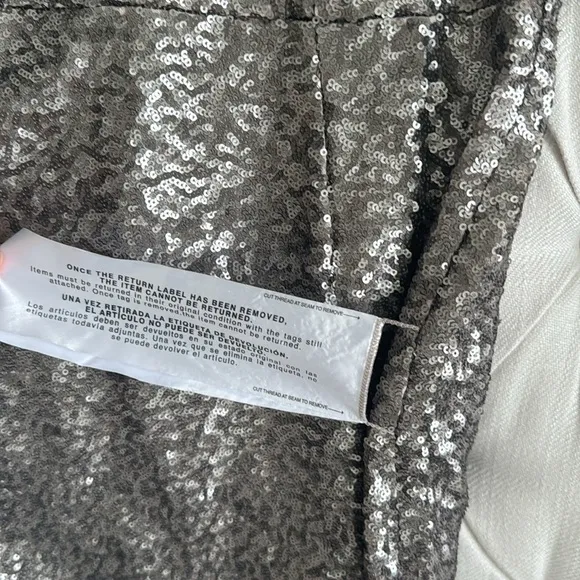 ONCE THE RETURN LABEL HAS BEEN REMOVED,
THE ITEM CANNOT BE RETURNED.
Items must be returned in their original condition with the tags still
attached. Once tag is removed,the item cannot be returned.
UNA VEZ RETIRADA LA ETIQUETA DE DEVOLUCIÓN,
EL ARTÍCULO NO PUEDE SER DEVUELTO.
Los artículos deben ser devueltos en su estado original con las
etiquetas todavía adjuntas. Una vez que se elimina la etiqueta, no
se puede devolver el artículo.
CUT THREAD AT SEAM TO REMOVE
CUT THREAD AT SEAM TO REMOVE